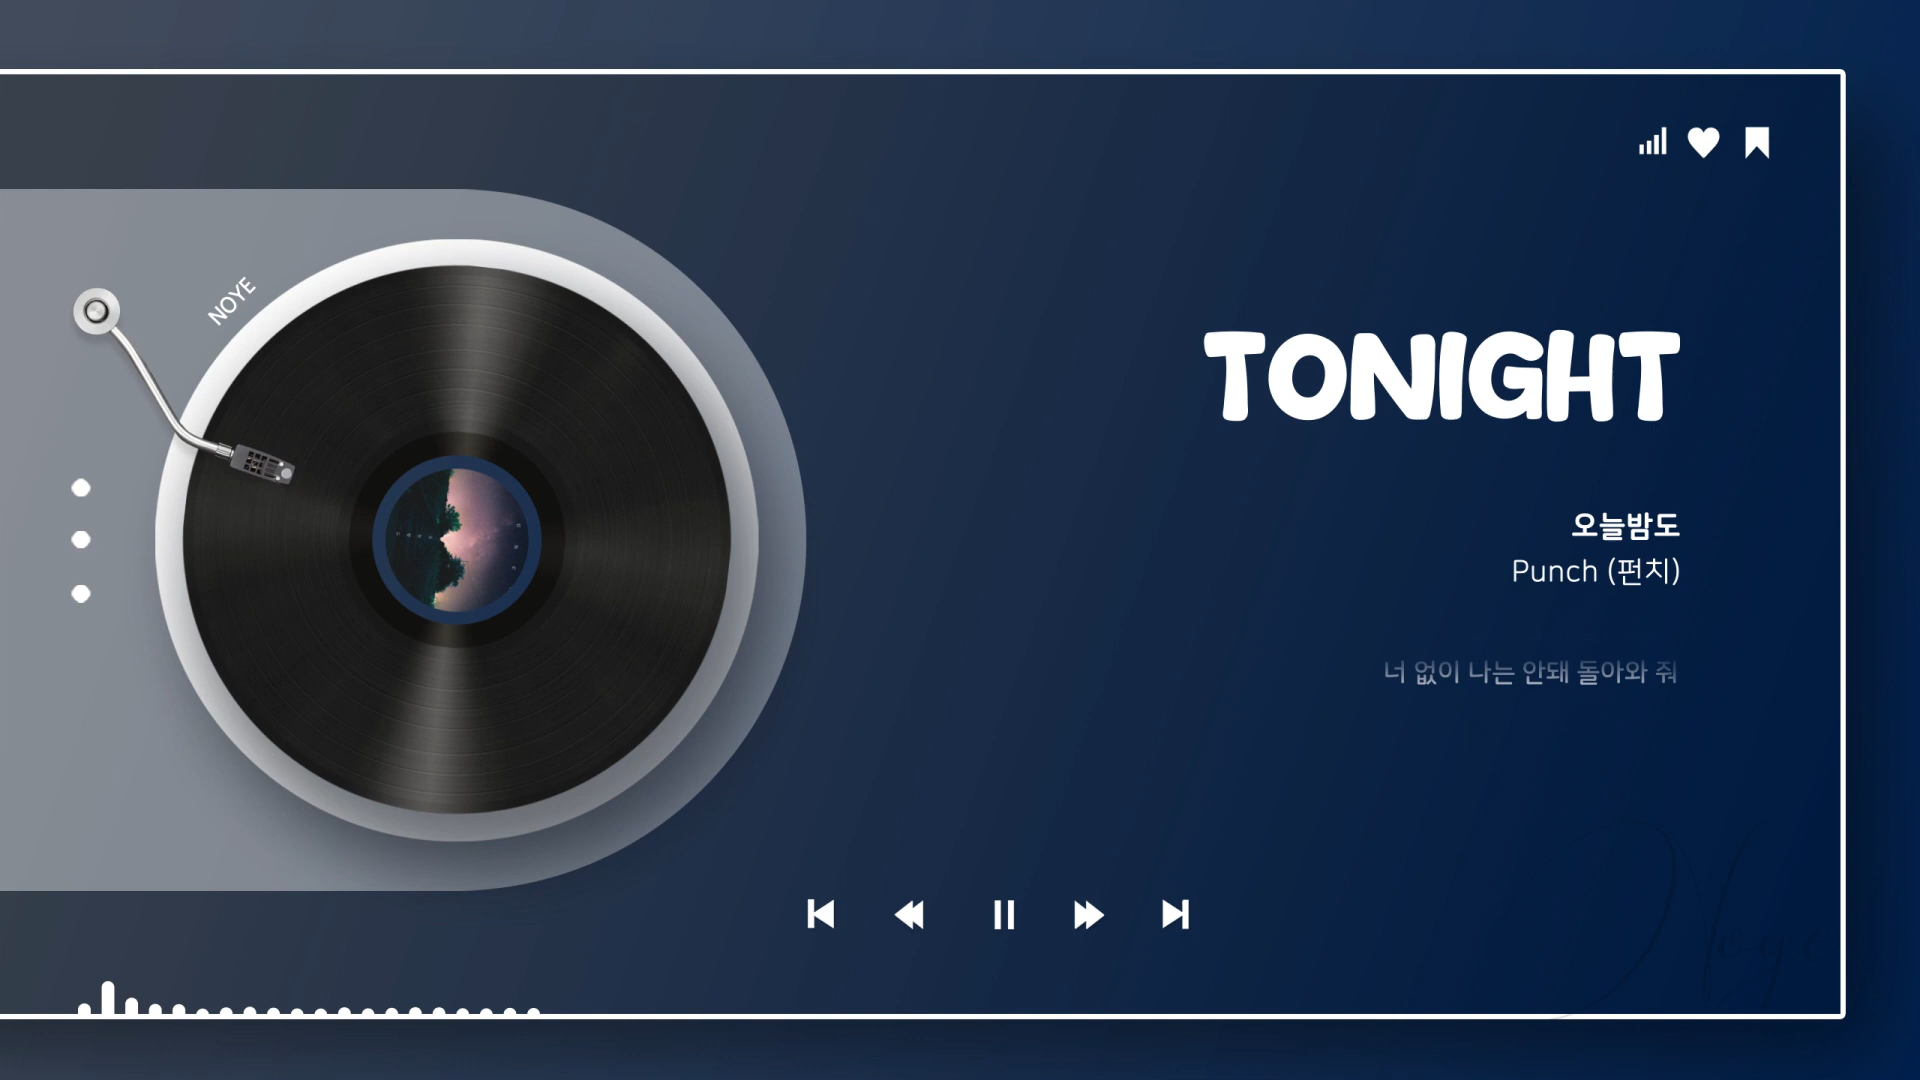 NOYE
TONIGHT
오늘밤도
Punch (펀치)
너 없이 나는 안돼 돌아와 줘